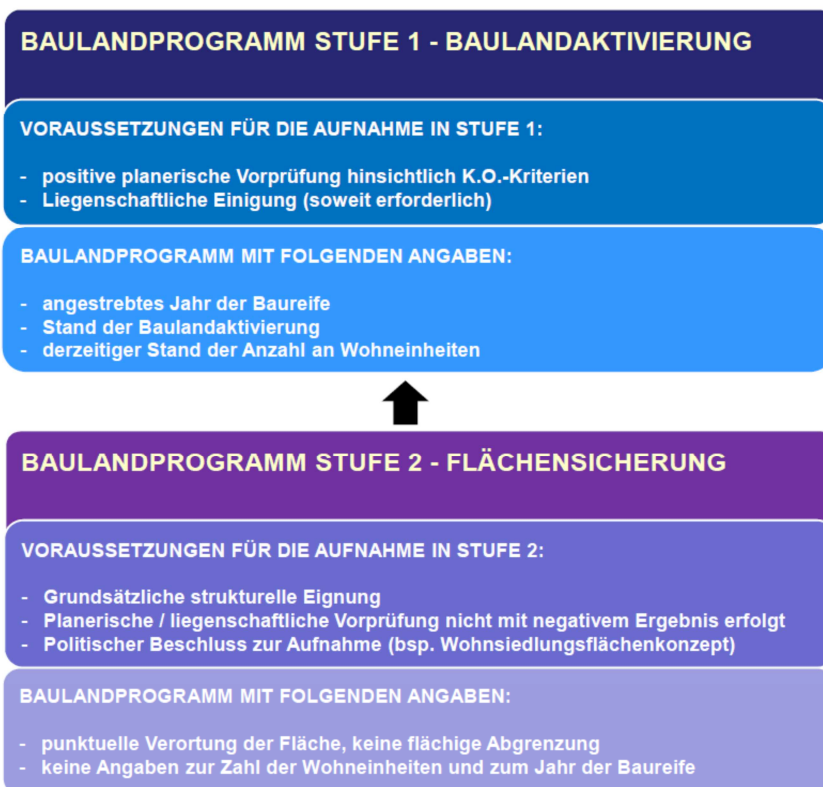 BAULANDPROGRAMM STUFE 1 - BAULANDAKTIVIERUNG
VORAUSSETZUNGEN FÜR DIE AUFNAHME IN STUFE 1:
- positive planerische Vorprüfung hinsichtlich K.O.-Kriterien
- Liegenschaftliche Einigung (soweit erforderlich)
BAULANDPROGRAMM MIT FOLGENDEN ANGABEN:
- angestrebtes Jahr der Baureife
- Stand der Baulandaktivierung
- derzeitiger Stand der Anzahl an Wohneinheiten
BAULANDPROGRAMM STUFE 2 - FLÄCHENSICHERUNG
VORAUSSETZUNGEN FÜR DIE AUFNAHME IN STUFE 2:
- Grundsätzliche strukturelle Eignung
- Planerische / liegenschaftliche Vorprüfung nicht mit negativem Ergebnis erfolgt
- Politischer Beschluss zur Aufnahme (bsp. Wohnsiedlungsflächenkonzept)
BAULANDPROGRAMM MIT FOLGENDEN ANGABEN:
- punktuelle Verortung der Fläche, keine flächige Abgrenzung
- keine Angaben zur Zahl der Wohneinheiten und zum Jahr der Baureife